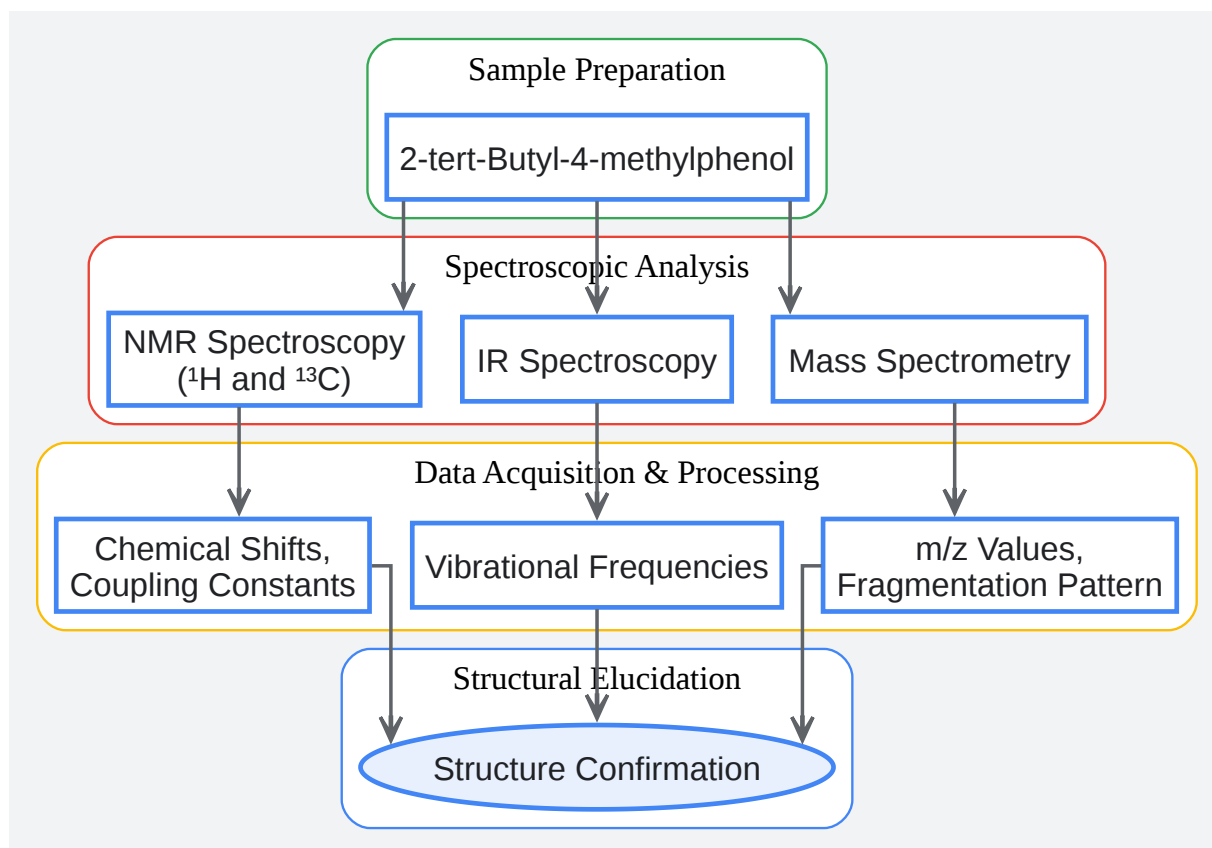 Sample Preparation
2-tert-Butyl-4-methylphenol
Spectroscopic Analysis
NMR Spectroscopy
(¹H and ¹³C)
IR Spectroscopy
Mass Spectrometry
Data Acquisition & Processing
Chemical Shifts,
Coupling Constants
Vibrational Frequencies
m/z Values,
Fragmentation Pattern
Structural Elucidation
Structure Confirmation